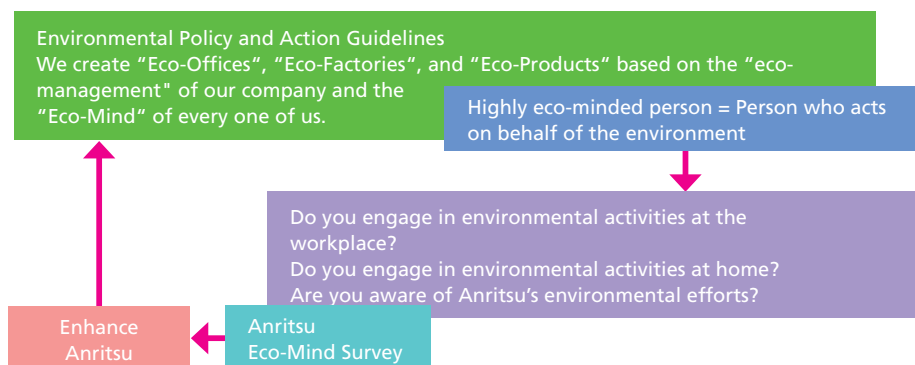 Environmental Policy and Action Guidelines
We create “Eco-Offices“, “Eco-Factories“, and “Eco-Products“ based on the “eco-
management" of our company and the
“Eco-Mind“ of every one of us.
Highly eco-minded person = Person who acts
on behalf of the environment
Do you engage in environmental activities at the
workplace?
Do you engage in environmental activities at home?
Are you aware of Anritsu’s environmental efforts?
Anritsu
Eco-Mind Survey
Enhance
Anritsu